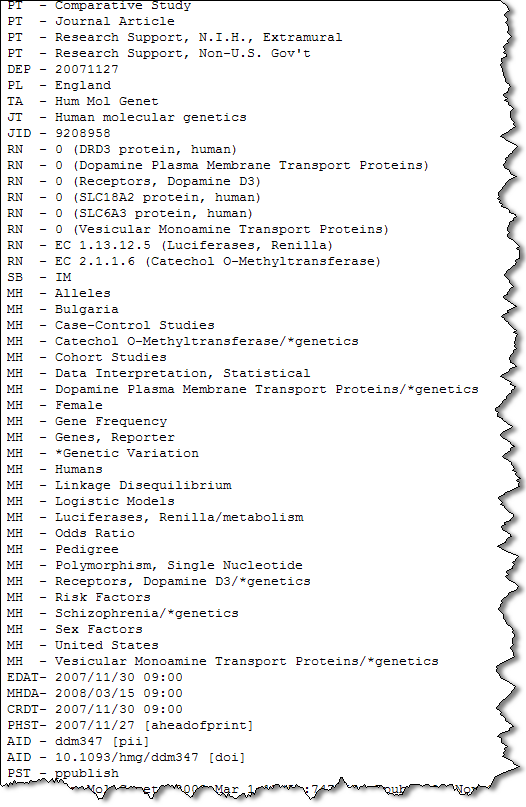 PT  - Comparative Study
PT  - Journal Article
PT  - Research Support, N.I.H., Extramural
PT  - Research Support, Non-U.S. Gov't
DEP - 20071127
PL  - England
TA  - Hum Mol Genet
JT  - Human molecular genetics
JID - 9208958
RN  - 0 (DRD3 protein, human)
RN  - 0 (Dopamine Plasma Membrane Transport Proteins)
RN  - 0 (Receptors, Dopamine D3)
RN  - 0 (SLC18A2 protein, human)
RN  - 0 (SLC6A3 protein, human)
RN  - 0 (Vesicular Monoamine Transport Proteins)
RN  - EC 1.13.12.5 (Luciferases, Renilla)
RN  - EC 2.1.1.6 (Catechol O-Methyltransferase)
SB  - IM
MH  - Alleles
MH  - Bulgaria
MH  - Case-Control Studies
MH  - Catechol O-Methyltransferase/*genetics
MH  - Cohort Studies
MH  - Data Interpretation, Statistical
MH  - Dopamine Plasma Membrane Transport Proteins/*genetics
MH  - Female
MH  - Gene Frequency
MH  - Genes, Reporter
MH  - *Genetic Variation
MH  - Humans
MH  - Linkage Disequilibrium
MH  - Logistic Models
MH  - Luciferases, Renilla/metabolism
MH  - Odds Ratio
MH  - Pedigree
MH  - Polymorphism, Single Nucleotide
MH  - Receptors, Dopamine D3/*genetics
MH  - Risk Factors
MH  - Schizophrenia/*genetics
MH  - Sex Factors
MH  - United States
MH  - Vesicular Monoamine Transport Proteins/*genetics
EDAT- 2007/11/30 09:00
MHDA- 2008/03/15 09:00
CRDT- 2007/11/30 09:00
PHST- 2007/11/27 [aheadofprint]
AID - ddm347 [pii]
AID - 10.1093/hmg/ddm347 [doi]
PST - ppublish
Mol Mar